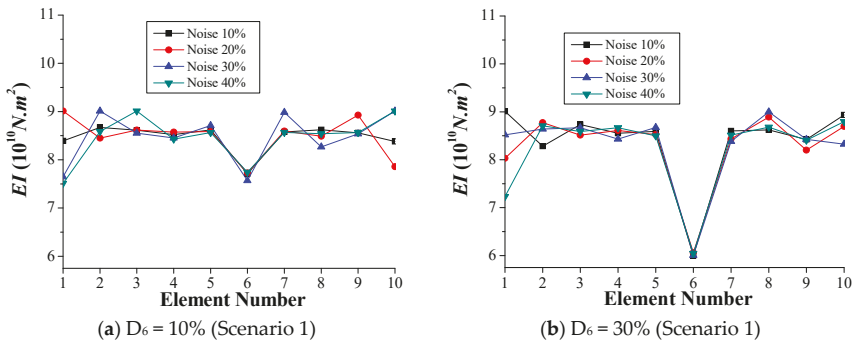 11
10
9
8
7
6
EI (10¹⁰N.m²)
Noise 10%
Noise 20%
Noise 30%
Noise 40%
1 2 3 4 5 6 7 8 9 10
Element Number
(a) D₆ = 10% (Scenario 1)
11
10
9
8
7
6
EI (10¹⁰N.m²)
Noise 10%
Noise 20%
Noise 30%
Noise 40%
1 2 3 4 5 6 7 8 9 10
Element Number
(b) D₆ = 30% (Scenario 1)